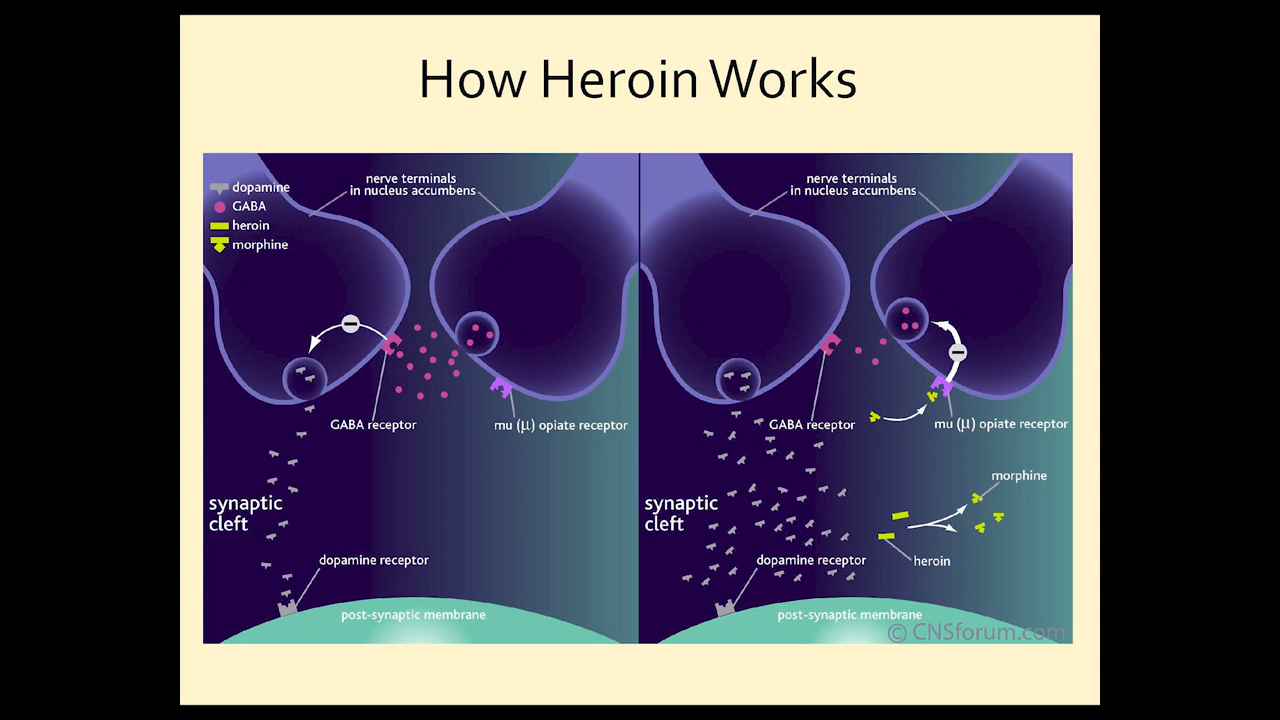 How Heroin Works
dopamine
GABA
heroin
morphine
nerve terminals
in nucleus accumbens
GABA receptor
mu (µ) opiate receptor
synaptic
cleft
dopamine receptor
post-synaptic membrane
nerve terminals
in nucleus accumbens
GABA receptor
mu (µ) opiate receptor
morphine
synaptic
cleft
dopamine receptor
heroin
post-synaptic membrane
© CNSforum.com